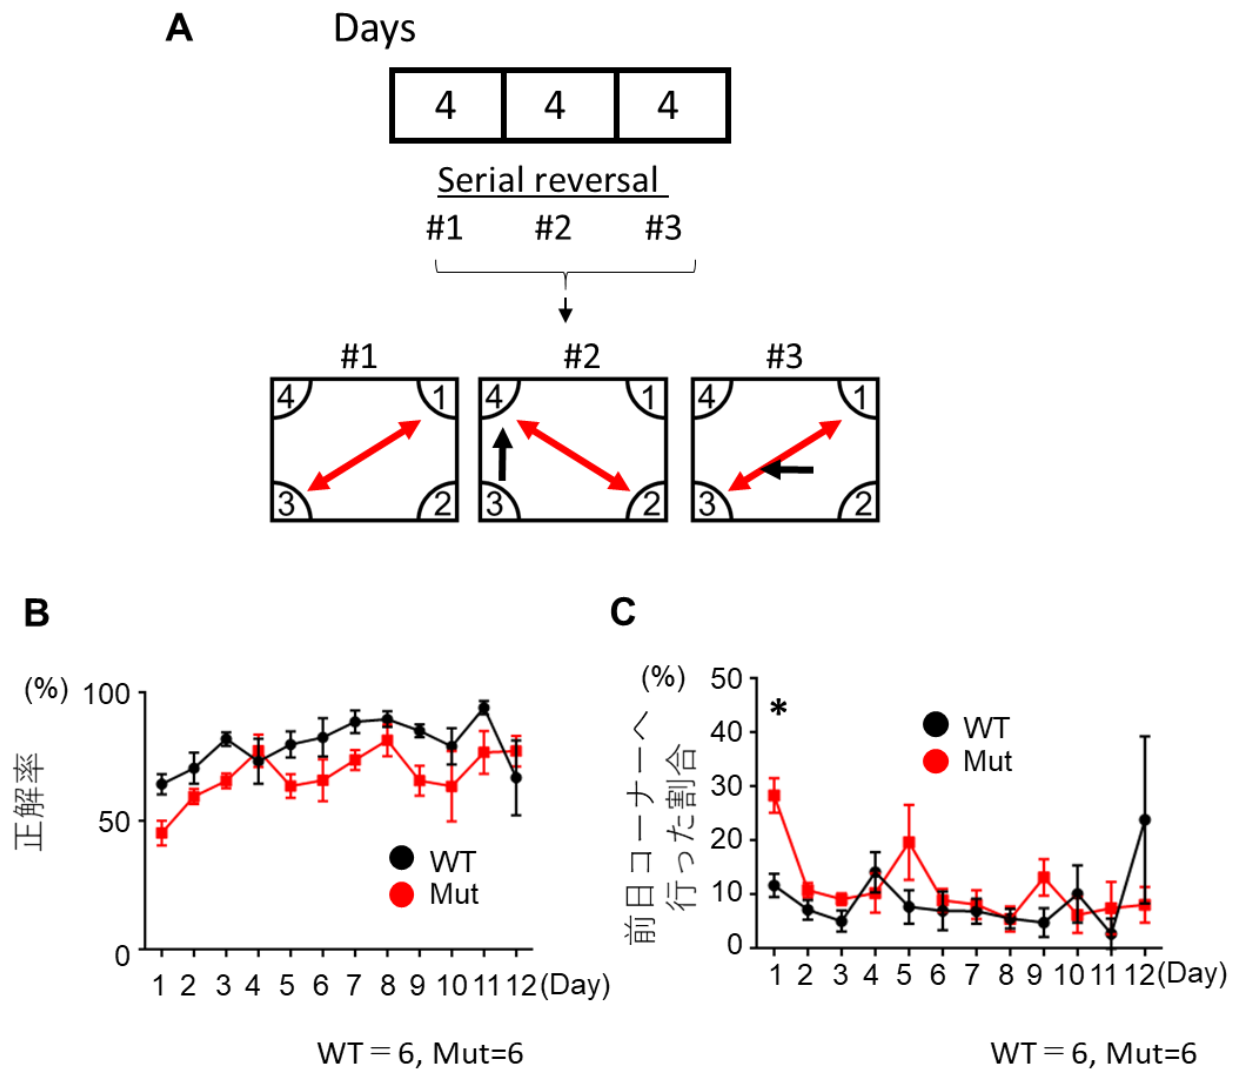 A
Days
4 4 4
Serial reversal
#1 #2 #3
#1 #2 #3
4 1 4 1 4 1
3 2 3 2 3 2
B
(%)
100
50
0
正解率
WT
Mut
1 2 3 4 5 6 7 8 9 10 11 12 (Day)
WT＝6, Mut=6
C
(%)
50
40
30
20
10
0
前日コーナーへ
行った割合
*
WT
Mut
1 2 3 4 5 6 7 8 9 10 11 12 (Day)
WT＝6, Mut=6